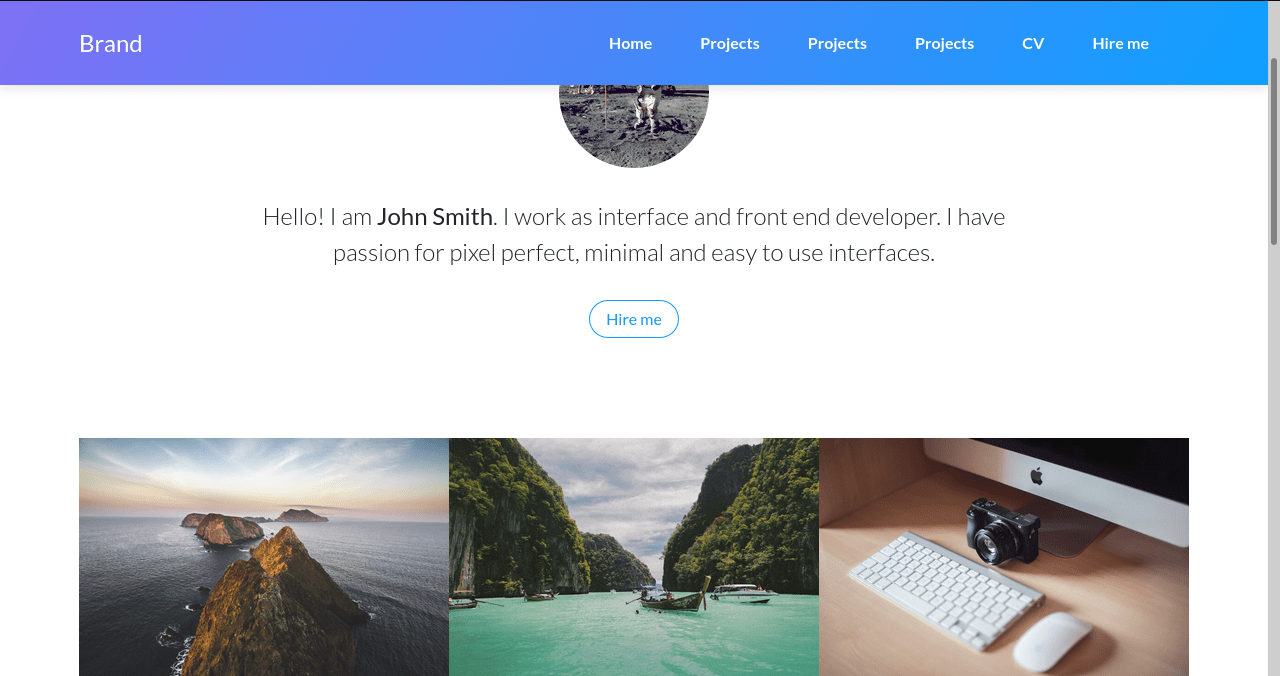 Brand
Home
Projects
Projects
Projects
CV
Hire me
Hello! I am John Smith. I work as interface and front end developer. I have
passion for pixel perfect, minimal and easy to use interfaces.
Hire me